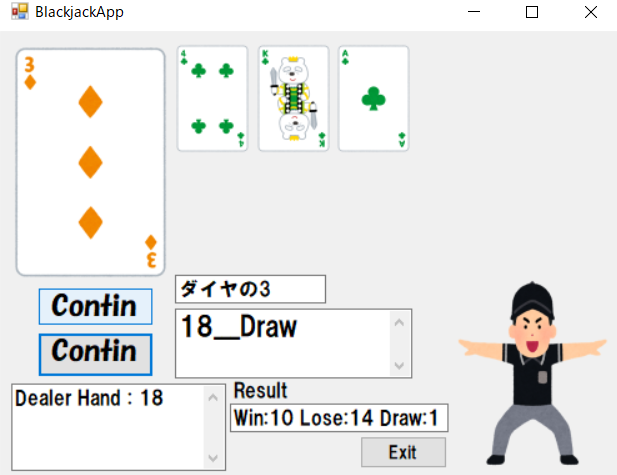 BlackjackApp
3
3
4
4
K
K
A
A
ダイヤの3
Contin
18__Draw
Contin
Dealer Hand : 18
Result
Win:10 Lose:14 Draw:1
Exit